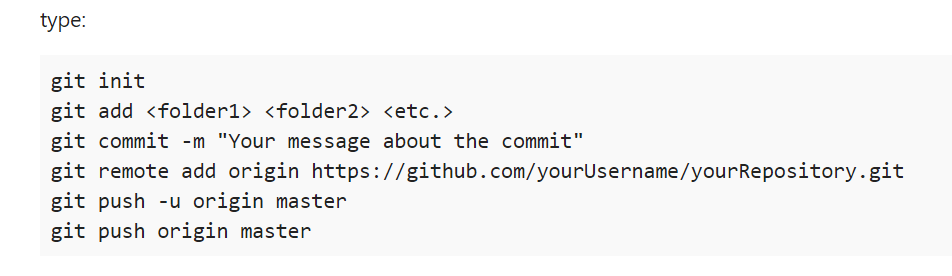 type:
git init
git add <folder1> <folder2> <etc.>
git commit -m "Your message about the commit"
git remote add origin https://github.com/yourUsername/yourRepository.git
git push -u origin master
git push origin master